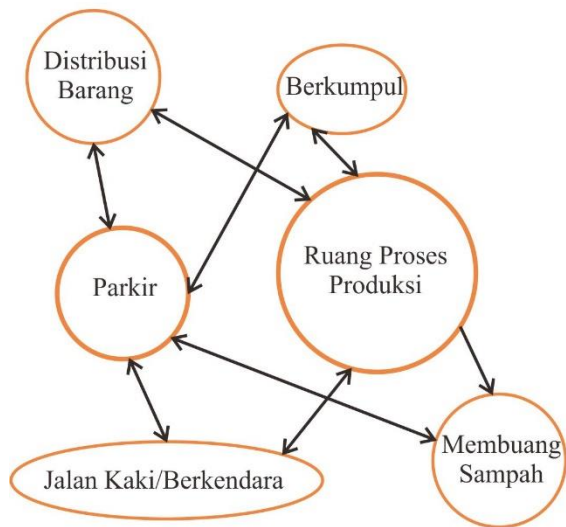 Distribusi
Barang
Berkumpul
Ruang Proses
Produksi
Parkir
Jalan Kaki/Berkendara
Membuang
Sampah